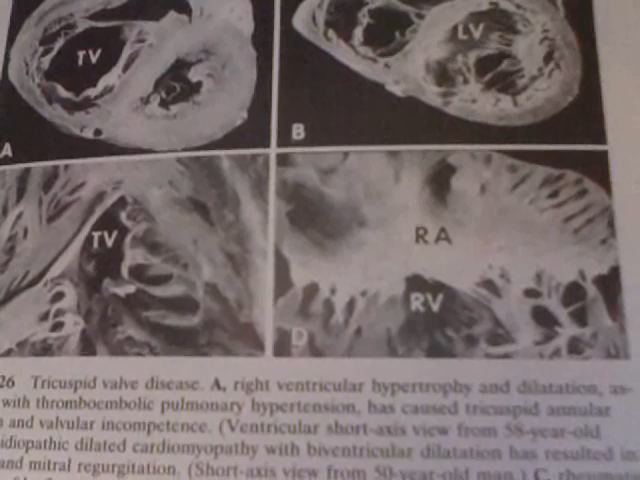 TV
LV
A
B
TV
RA
RV
D
26 Tricuspid valve disease. A, right ventricular hypertrophy and dilatation, as-
with thromboembolic pulmonary hypertension, has caused tricuspid annular
and valvular incompetence. (Ventricular short-axis view from 58-year-old
idiopathic dilated cardiomyopathy with biventricular dilatation has resulted in
and mitral regurgitation. (Short-axis view from 50-year-old man.) C, rheumatic